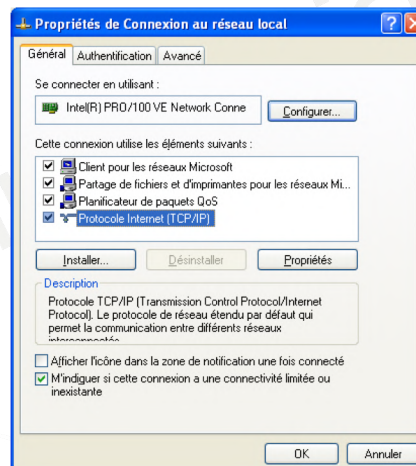 Propriétés de Connexion au réseau local
Général Authentification Avancé
Se connecter en utilisant :
Intel(R) PRO/100 VE Network Conne
Configurer...
Cette connexion utilise les éléments suivants :
Client pour les réseaux Microsoft
Partage de fichiers et d'imprimantes pour les réseaux Mi...
Planificateur de paquets QoS
Protocole Internet (TCP/IP)
Installer... Désinstaller Propriétés
Description
Protocole TCP/IP (Transmission Control Protocol/Internet
Protocol). Le protocole de réseau étendu par défaut qui
permet la communication entre différents réseaux
interconnectés
Afficher l'icône dans la zone de notification une fois connecté
M'indiquer si cette connexion a une connectivité limitée ou
inexistante
OK Annuler